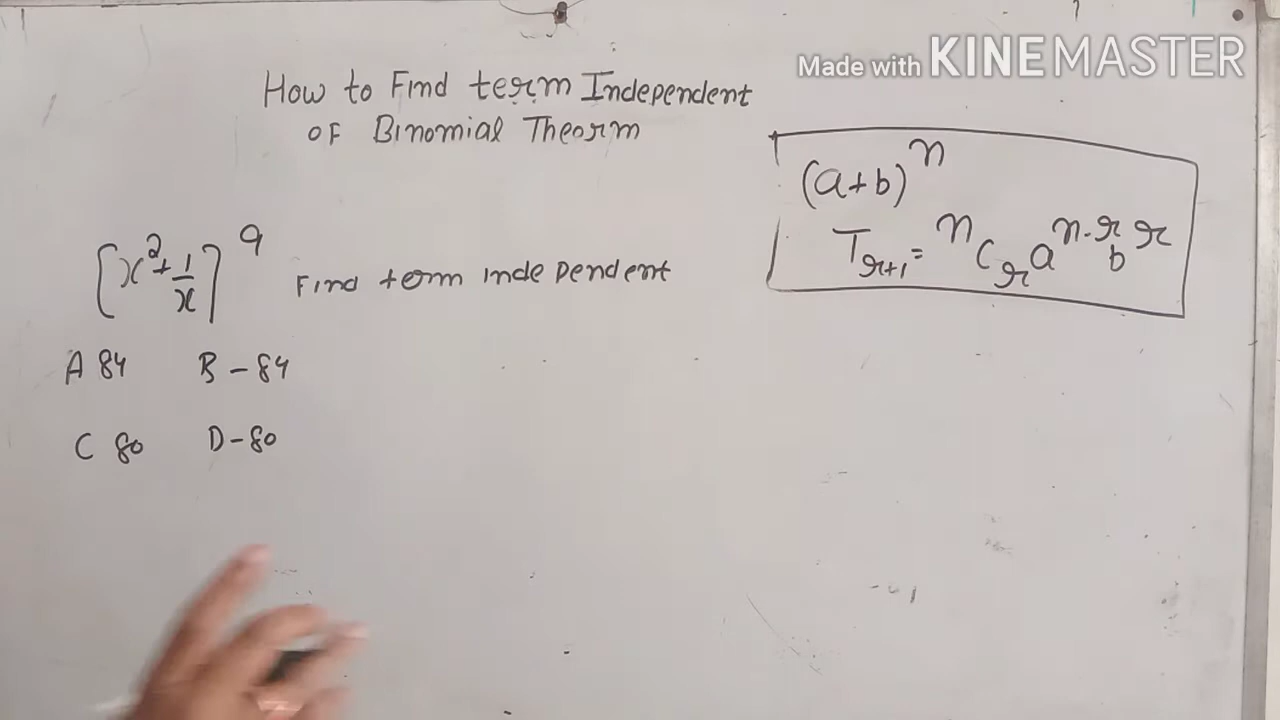 Made with KINEMASTER
How to Find term Independent
of Binomial Theorm
(a+b)^n
T_{r+1} = ^nC_r a^{n-r} b^r
[x^2 + 1/x]^9 Find term independent
A 84 B - 84
C 80 D - 80